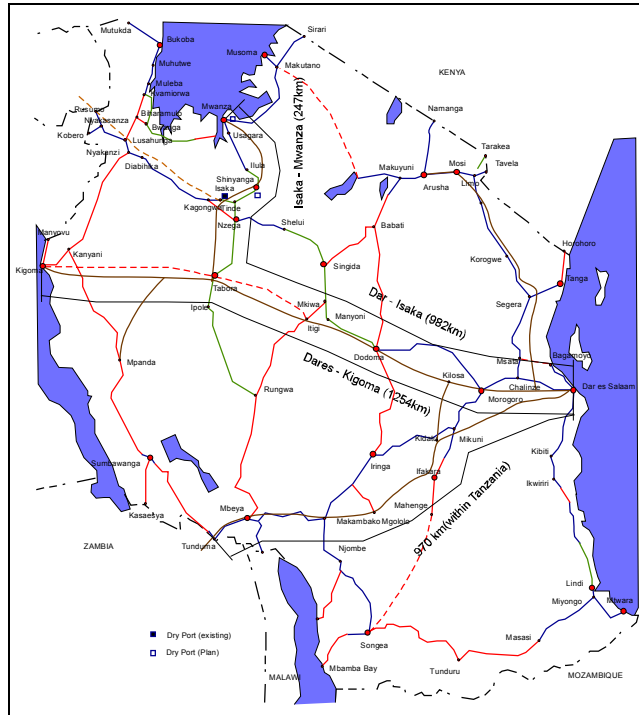 Mutukda
Bukoba
Musoma
Sirari
Muhutwe
Makutano
KENYA
Muleba
Kyamiorwa
Mwanza
Rusumo
Biharamulo
Nyakasanza
Bwanga
Usagara
Namanga
Kobero
Lusahunga
Isaka - Mwanza (247km)
Tarakea
Nyakanzi
Ilula
Mosi
Tavela
Diabihika
Shinyanga
Makuyuni
Arusha
Limo
Isaka
Kagongwa
Tinde
Nzega
Shelui
Babati
Manyovu
Kanyani
Korogwe
Horohoro
Kigoma
Singida
Tanga
Tabora
Dar - Isaka (982km)
Segera
Ipole
Mkiwa
Manyoni
Itigi
Mpanda
Dodoma
Msata
Bagamoyo
Kilosa
Dares - Kigoma (1254km)
Chalinze
Dar es Salaam
Rungwa
Morogoro
Kidatu
Mikuni
Sumbawanga
Iringa
Ifakara
Kibiti
Ikwiriri
Kasaesya
Mbeya
Mahenge
970 km(within Tanzania)
Makambako
Mgololo
ZAMBIA
Tunduma
Njombe
Lindi
Miyongo
Mtwara
Dry Port (existing)
Dry Port (Plan)
Songea
Masasi
MALAWI
Mbamba Bay
Tunduru
MOZAMBIQUE